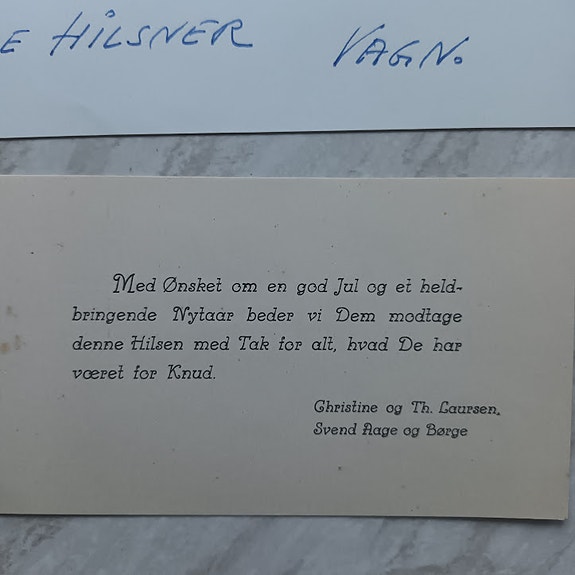 E HILSNER VAGN.
Med Ønsket om en god Jul og et held-
bringende Nytaar beder vi Dem modtage
denne Hilsen med Tak for alt, hvad De har
været for Knud.
Christine og Th. Laursen,
Svend Aage og Børge